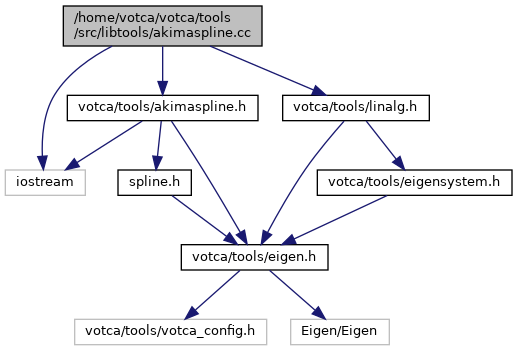 /home/votca/votca/tools
/src/libtools/akimaspline.cc
votca/tools/akimaspline.h
votca/tools/linalg.h
iostream
spline.h
votca/tools/eigensystem.h
votca/tools/eigen.h
votca/tools/votca_config.h
Eigen/Eigen